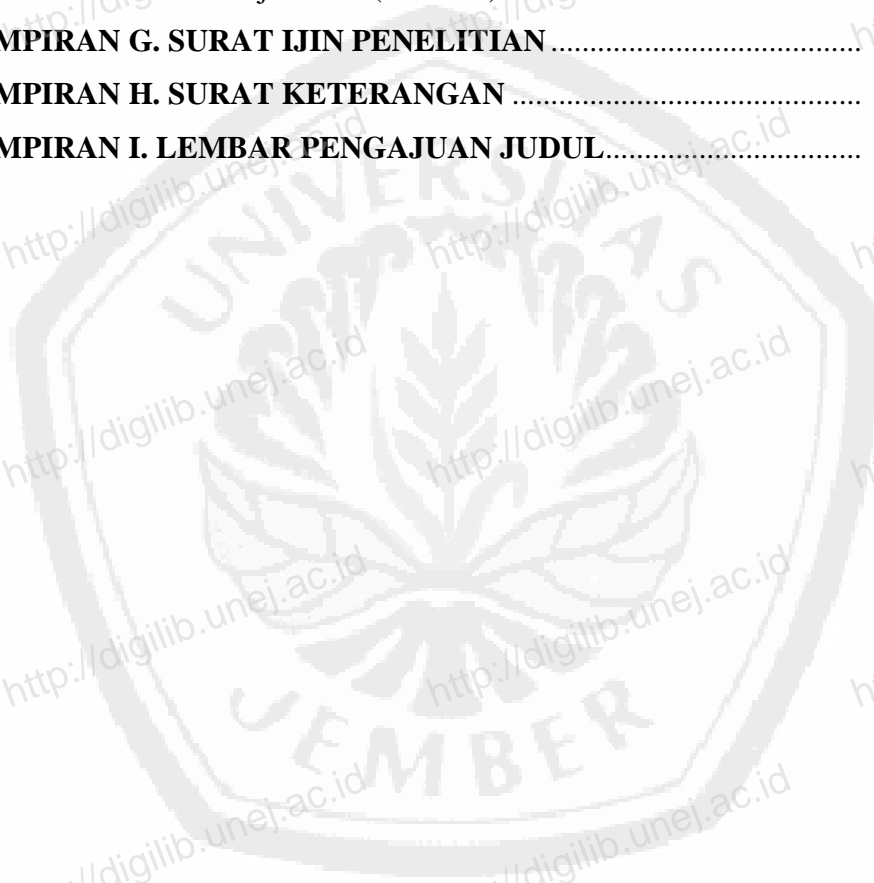 MPIRAN G. SURAT IJIN PENELITIAN
MPIRAN H. SURAT KETERANGAN
MPIRAN I. LEMBAR PENGAJUAN JUDUL
UNIVERSITAS
JEMBER
http://digilib.unej.ac.id
http://digilib.unej.ac.id
http://digilib.unej.ac.id
http://digilib.unej.ac.id
http://digilib.unej.ac.id
http://digilib.unej.ac.id
://digilib.unej.ac.id
://digilib.unej.ac.id